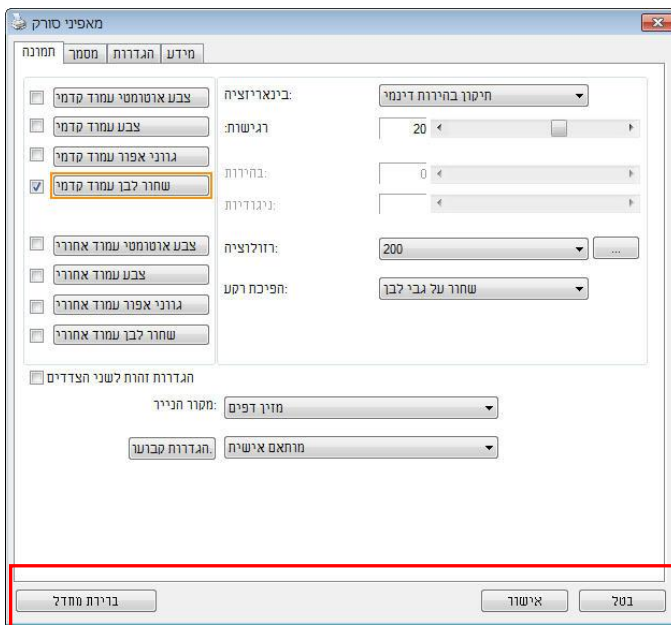 מאפיני סורק
תמונה מסמך הגדרות מידע
צבע אוטומטי עמוד קדמי
צבע עמוד קדמי
גווני אפור עמוד קדמי
שחור לבן עמוד קדמי
צבע אוטומטי עמוד אחורי
צבע עמוד אחורי
גווני אפור עמוד אחורי
שחור לבן עמוד אחורי
בינאריזציה: תיקון בהירות דינמי
רגישות: 20
בהירות: 0
ניגודיות:
רזולוציה: 200 ...
הפיכת רקע: שחור על גבי לבן
הגדרות זהות לשני הצדדים
מקור הנייר: מזין דפים
הגדרות קבועו. מותאם אישית
ברירת מחדל אישור בטל